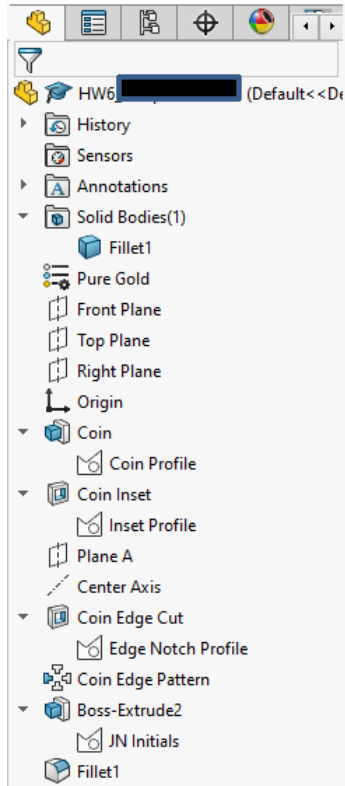 HW6_ (Default<<De
History
Sensors
Annotations
Solid Bodies(1)
Fillet1
Pure Gold
Front Plane
Top Plane
Right Plane
Origin
Coin
Coin Profile
Coin Inset
Inset Profile
Plane A
Center Axis
Coin Edge Cut
Edge Notch Profile
Coin Edge Pattern
Boss-Extrude2
JN Initials
Fillet1